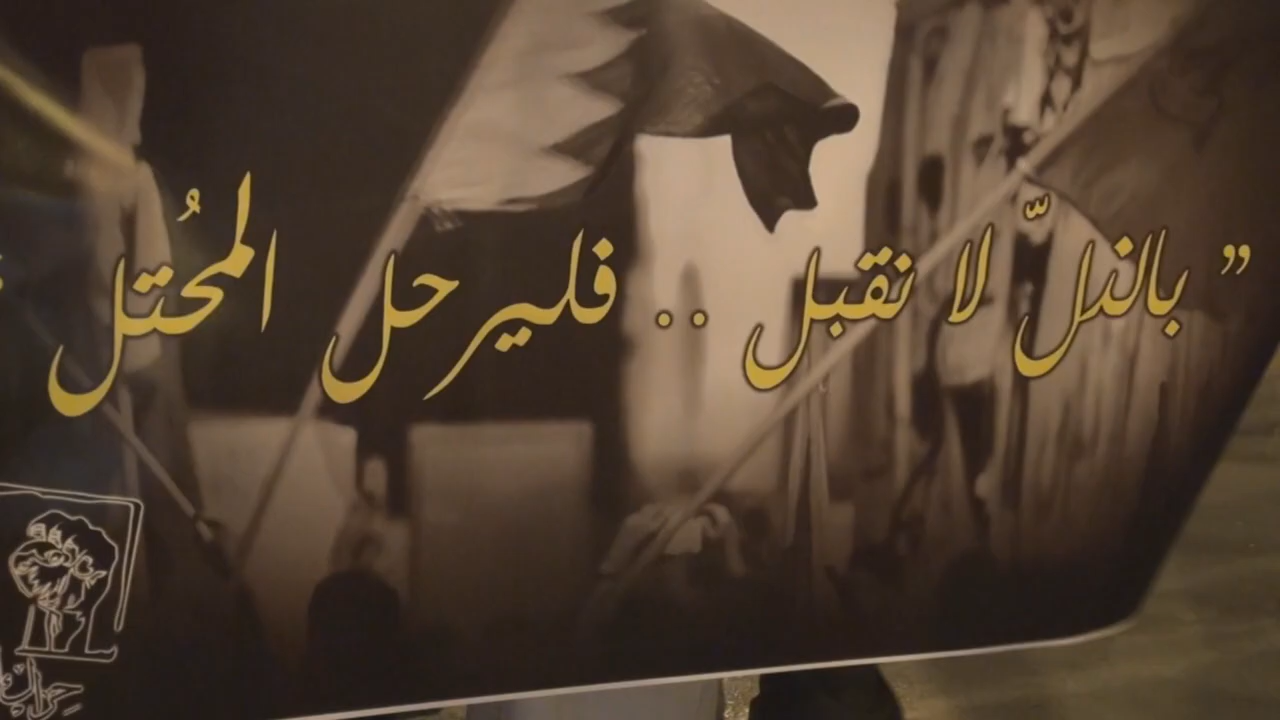 ” بالذلّ لا نقبل .. فليرحل المحُتل